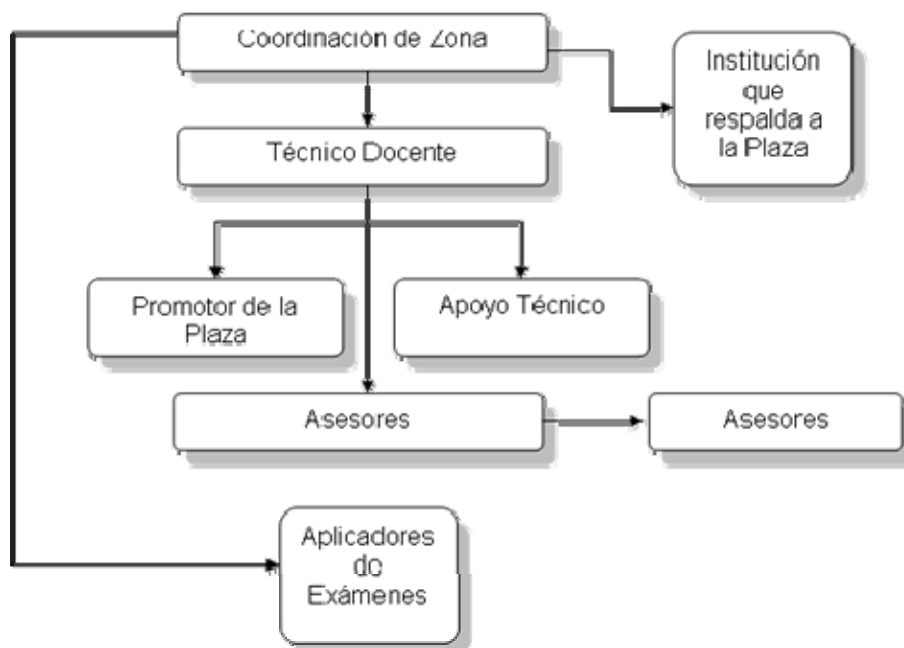 Coordinación de Zona
Institución
que
respalda a
la Plaza
Técnico Docente
Promotor de la
Plaza
Apoyo Técnico
Asesores
Asesores
Aplicadores
de
Exámenes